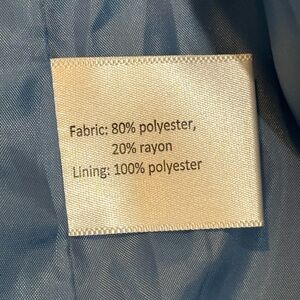 Fabric: 80% polyester,
20% rayon
Lining: 100% polyester